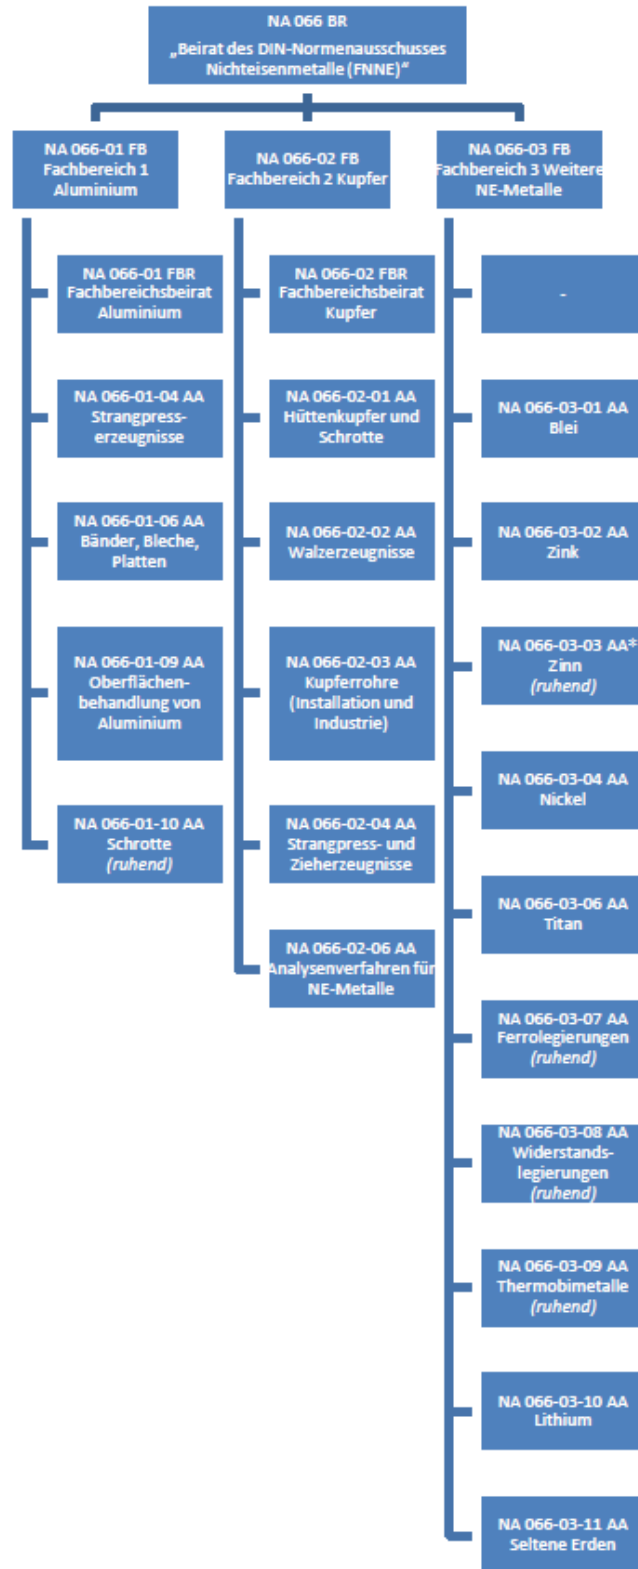 NA 066 BR
„Beirat des DIN-Normenausschusses
Nichteisenmetalle (FNNE)“
NA 066-01 FB
Fachbereich 1
Aluminium
NA 066-01 FBR
Fachbereichsbeirat
Aluminium
NA 066-01-04 AA
Strangpress-
erzeugnisse
NA 066-01-06 AA
Bänder, Bleche,
Platten
NA 066-01-09 AA
Oberflächen-
behandlung von
Aluminium
NA 066-01-10 AA
Schrotte
(ruhend)
NA 066-02 FB
Fachbereich 2 Kupfer
NA 066-02 FBR
Fachbereichsbeirat
Kupfer
NA 066-02-01 AA
Hüttenkupfer und
Schrotte
NA 066-02-02 AA
Walzerzeugnisse
NA 066-02-03 AA
Kupferrohre
(Installation und
Industrie)
NA 066-02-04 AA
Strangpress- und
Zieherzeugnisse
NA 066-02-06 AA
Analysenverfahren für
NE-Metalle
NA 066-03 FB
Fachbereich 3 Weitere
NE-Metalle
-
NA 066-03-01 AA
Blei
NA 066-03-02 AA
Zink
NA 066-03-03 AA*
Zinn
(ruhend)
NA 066-03-04 AA
Nickel
NA 066-03-06 AA
Titan
NA 066-03-07 AA
Ferrolegierungen
(ruhend)
NA 066-03-08 AA
Widerstands-
legierungen
(ruhend)
NA 066-03-09 AA
Thermobimetalle
(ruhend)
NA 066-03-10 AA
Lithium
NA 066-03-11 AA
Seltene Erden